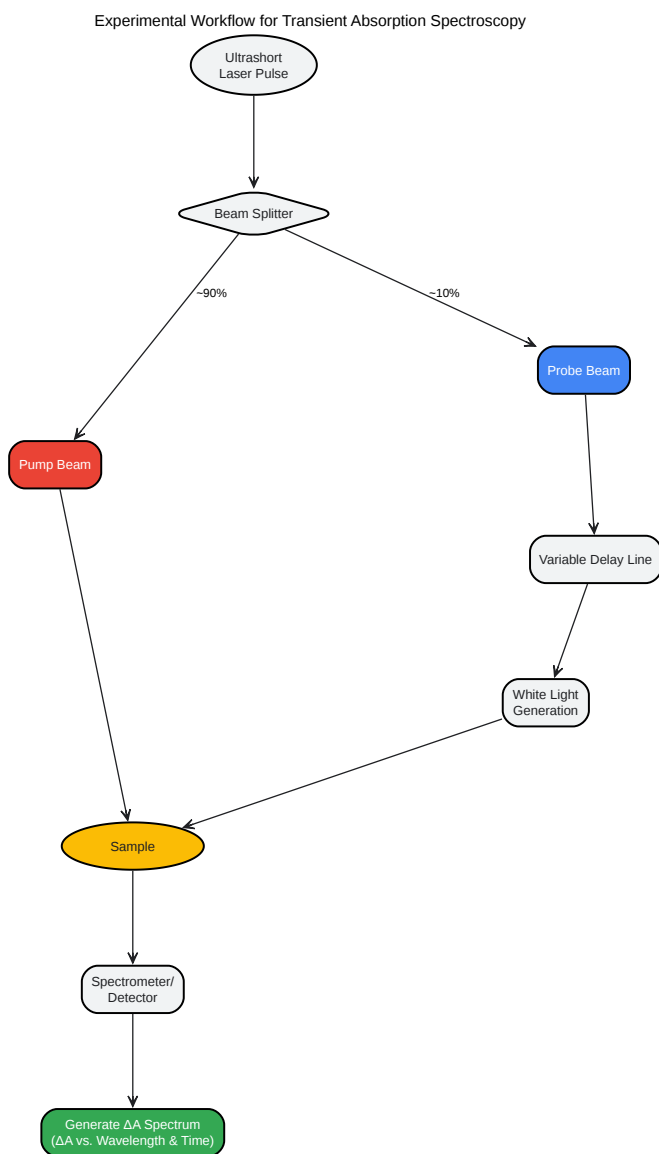 Experimental Workflow for Transient Absorption Spectroscopy
Ultrashort
Laser Pulse
Beam Splitter
~90%
~10%
Probe Beam
Pump Beam
Variable Delay Line
White Light
Generation
Sample
Spectrometer/
Detector
Generate ΔA Spectrum
(ΔA vs. Wavelength & Time)